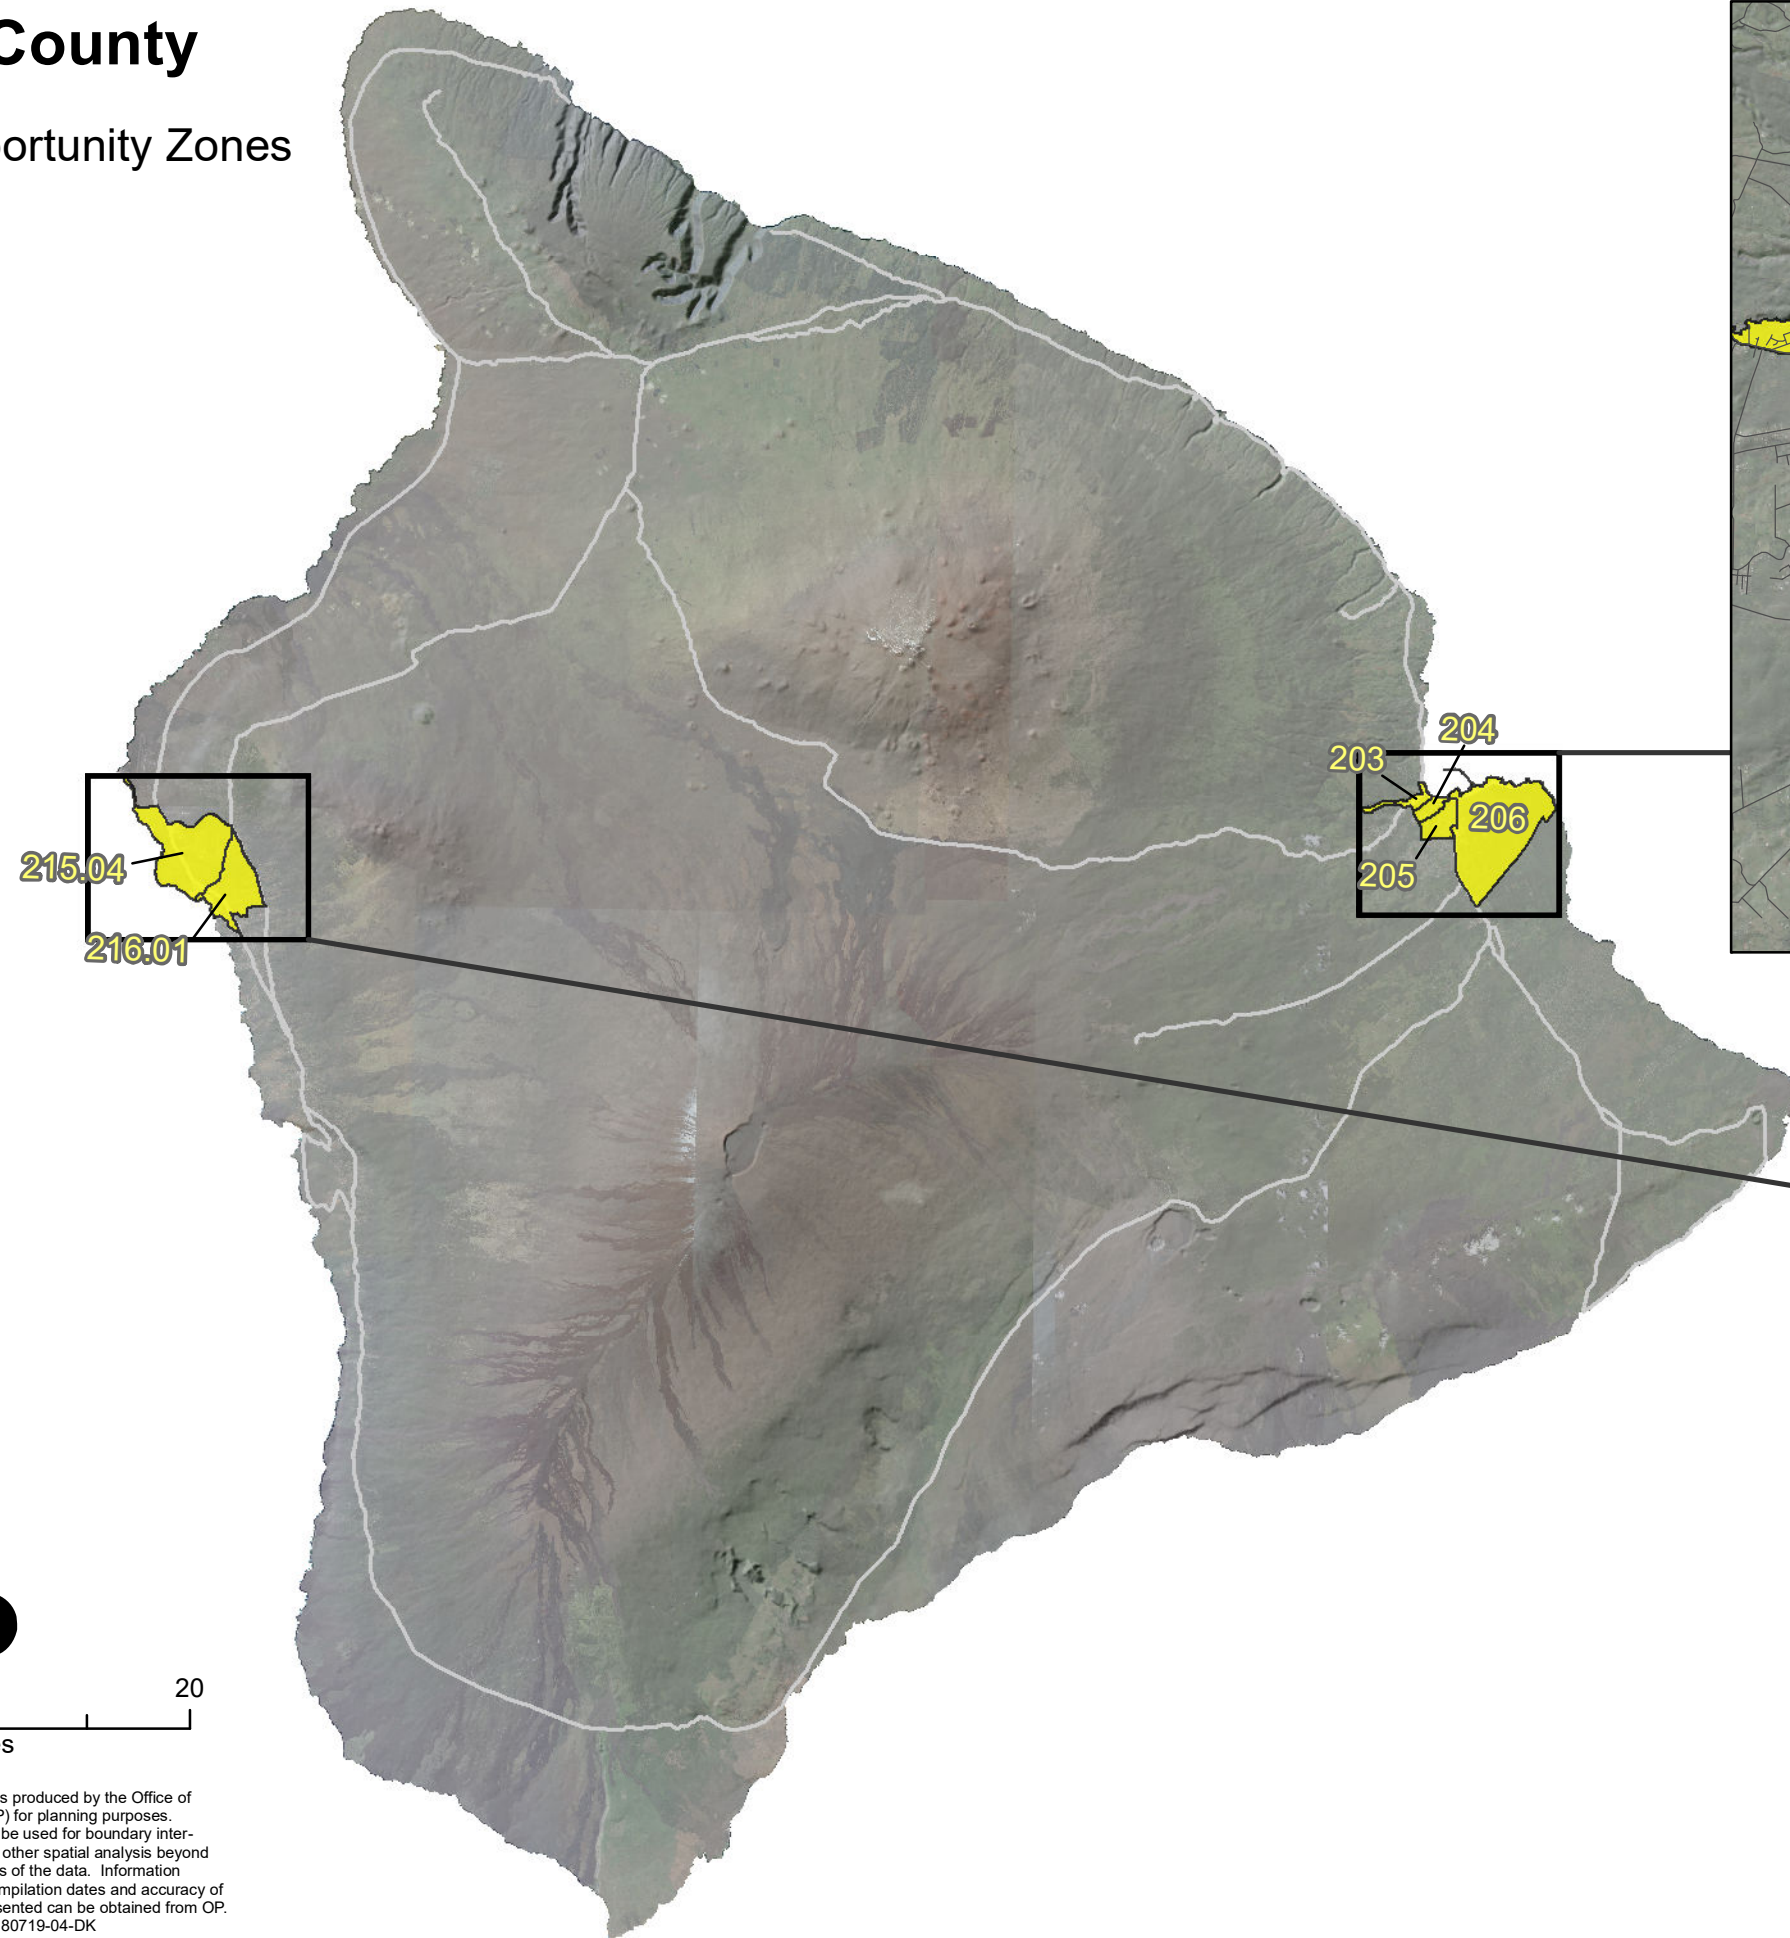 County
portunity Zones
204
203
206
205
215.04
216.01
20
s
s produced by the Office of
P) for planning purposes.
be used for boundary inter-
other spatial analysis beyond
s of the data. Information
mpilation dates and accuracy of
sented can be obtained from OP.
80719-04-DK